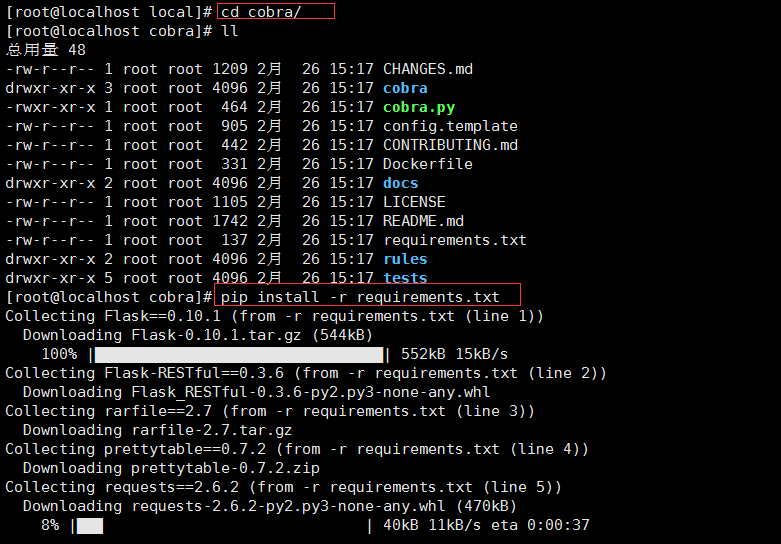 [root@localhost local]# cd cobra/
[root@localhost cobra]# ll
总用量 48
-rw-r--r-- 1 root root 1209 2月  26 15:17 CHANGES.md
drwxr-xr-x 3 root root 4096 2月  26 15:17 cobra
-rwxr-xr-x 1 root root  464 2月  26 15:17 cobra.py
-rw-r--r-- 1 root root  905 2月  26 15:17 config.template
-rw-r--r-- 1 root root  442 2月  26 15:17 CONTRIBUTING.md
-rw-r--r-- 1 root root  331 2月  26 15:17 Dockerfile
drwxr-xr-x 2 root root 4096 2月  26 15:17 docs
-rw-r--r-- 1 root root 1105 2月  26 15:17 LICENSE
-rw-r--r-- 1 root root 1742 2月  26 15:17 README.md
-rw-r--r-- 1 root root  137 2月  26 15:17 requirements.txt
drwxr-xr-x 2 root root 4096 2月  26 15:17 rules
drwxr-xr-x 5 root root 4096 2月  26 15:17 tests
[root@localhost cobra]# pip install -r requirements.txt
Collecting Flask==0.10.1 (from -r requirements.txt (line 1))
  Downloading Flask-0.10.1.tar.gz (544kB)
    100% |████████████████████████████████| 552kB 15kB/s
Collecting Flask-RESTful==0.3.6 (from -r requirements.txt (line 2))
  Downloading Flask_RESTful-0.3.6-py2.py3-none-any.whl
Collecting rarfile==2.7 (from -r requirements.txt (line 3))
  Downloading rarfile-2.7.tar.gz
Collecting prettytable==0.7.2 (from -r requirements.txt (line 4))
  Downloading prettytable-0.7.2.zip
Collecting requests==2.6.2 (from -r requirements.txt (line 5))
  Downloading requests-2.6.2-py2.py3-none-any.whl (470kB)
    8% |███                             | 40kB 11kB/s eta 0:00:37